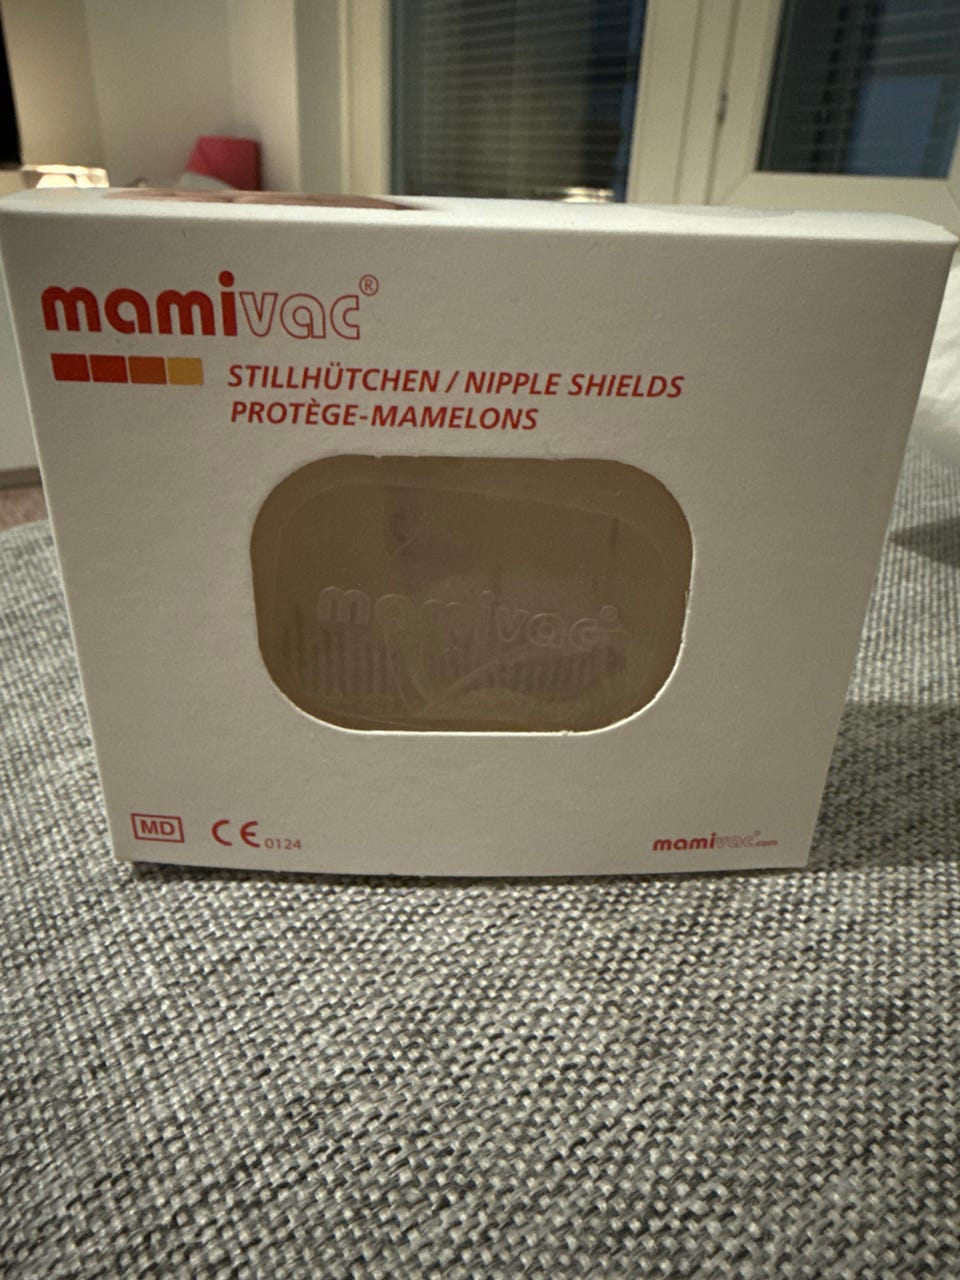 mamivac®
STILLHÜTCHEN / NIPPLE SHIELDS
PROTÈGE-MAMELONS
mamivac®
MD CE 0124
mamivac®.com